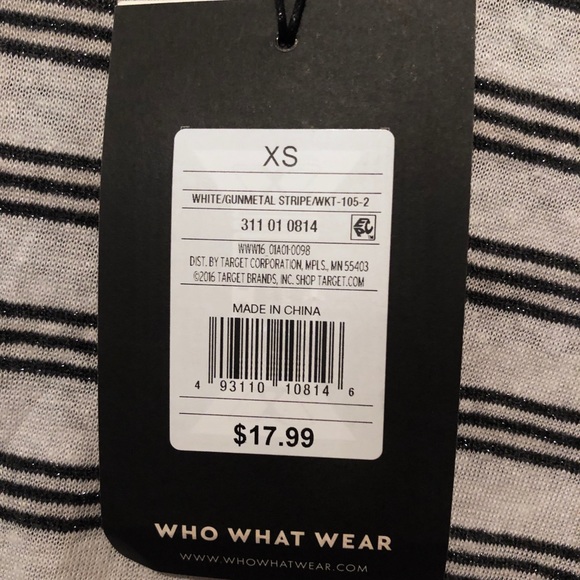 XS
WHITE/GUNMETAL STRIPE/WKT-105-2
311 01 0814
WWW16 01A01-0098
DIST. BY TARGET CORPORATION, MPLS., MN 55403
©2016 TARGET BRANDS, INC. SHOP TARGET.COM
MADE IN CHINA
4 93110 10814 6
$17.99
WHO WHAT WEAR
WWW.WHOWHATWEAR.COM